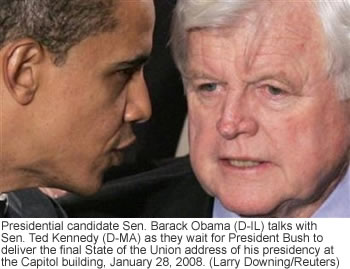 Presidential candidate Sen. Barack Obama (D-IL) talks with
Sen. Ted Kennedy (D-MA) as they wait for President Bush to
deliver the final State of the Union address of his presidency at
the Capitol building, January 28, 2008. (Larry Downing/Reuters)